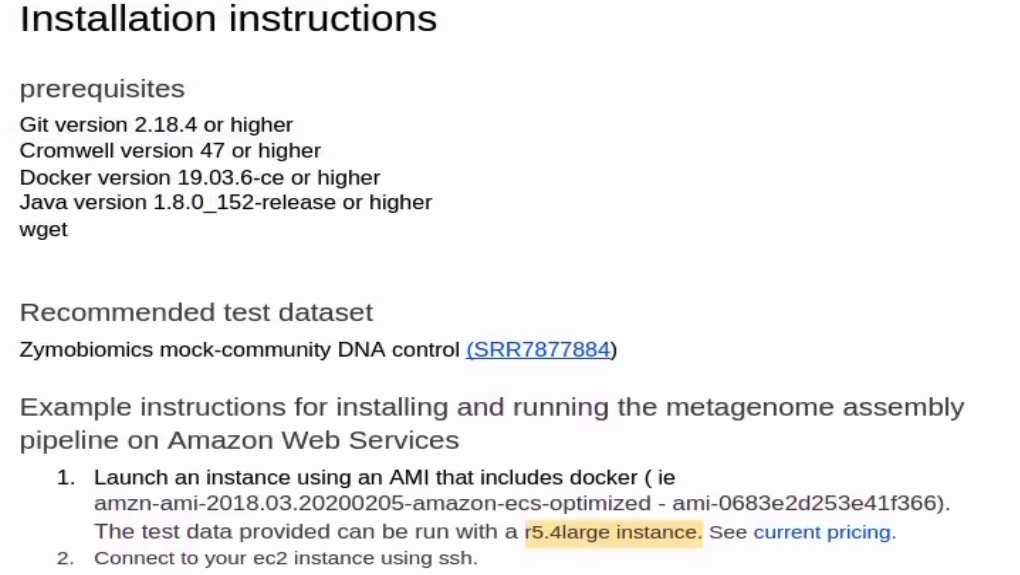 Installation instructions
prerequisites
Git version 2.18.4 or higher
Cromwell version 47 or higher
Docker version 19.03.6-ce or higher
Java version 1.8.0_152-release or higher
wget
Recommended test dataset
Zymobiomics mock-community DNA control (SRR7877884)
Example instructions for installing and running the metagenome assembly
pipeline on Amazon Web Services
1. Launch an instance using an AMI that includes docker ( ie
amzn-ami-2018.03.20200205-amazon-ecs-optimized - ami-0683e2d253e41f366).
The test data provided can be run with a r5.4large instance. See current pricing.
2. Connect to your ec2 instance using ssh.